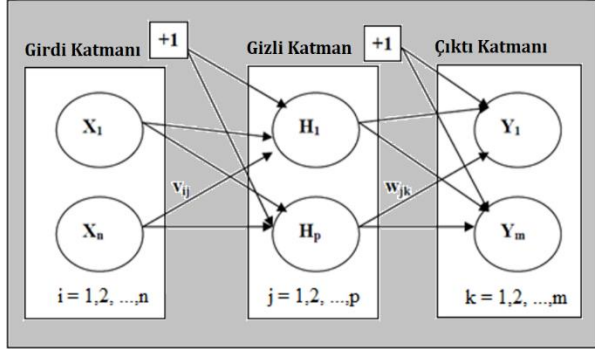 Girdi Katmanı
+1
Gizli Katman
+1
Çıktı Katmanı
X₁
H₁
Y₁
vᵢⱼ
wⱼₖ
Xₙ
Hₚ
Yₘ
i = 1,2, ...,n
j = 1,2, ...,p
k = 1,2, ...,m